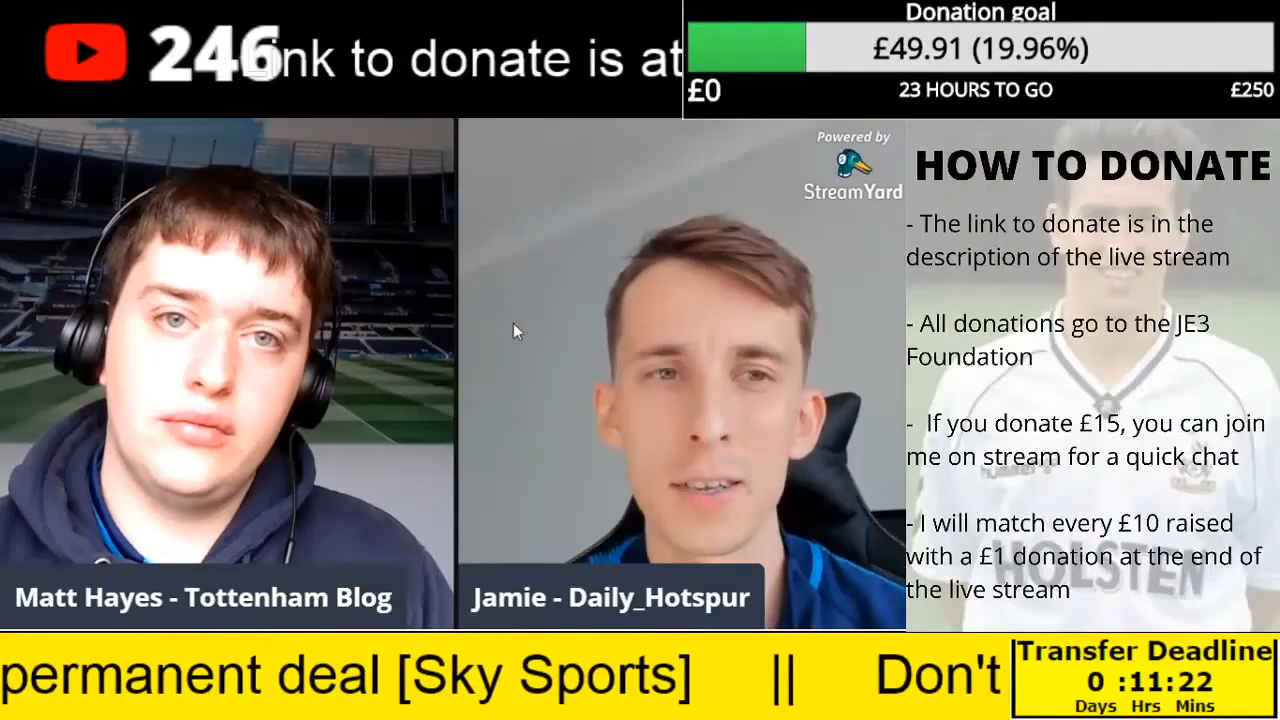 246
Link to donate is at
Donation goal
£49.91 (19.96%)
£0
23 HOURS TO GO
£250
Powered by
StreamYard
HOW TO DONATE
- The link to donate is in the
description of the live stream
- All donations go to the JE3
Foundation
- If you donate £15, you can join
me on stream for a quick chat
- I will match every £10 raised
with a £1 donation at the end of
the live stream
hummel
HOLSTEN
Matt Hayes - Tottenham Blog
Jamie - Daily_Hotspur
permanent deal [Sky Sports] || Don't
Transfer Deadline
0 :11:22
Days Hrs Mins